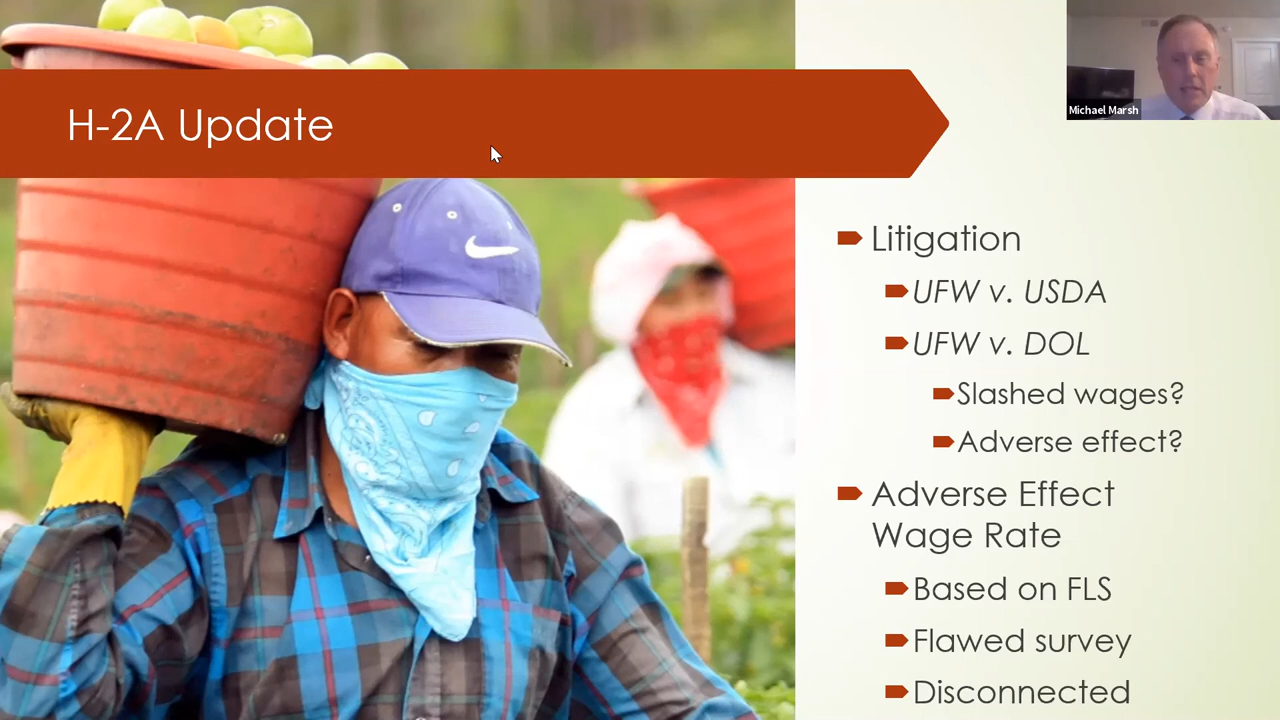 H-2A Update
Michael Marsh
Litigation
UFW v. USDA
UFW v. DOL
Slashed wages?
Adverse effect?
Adverse Effect
Wage Rate
Based on FLS
Flawed survey
Disconnected